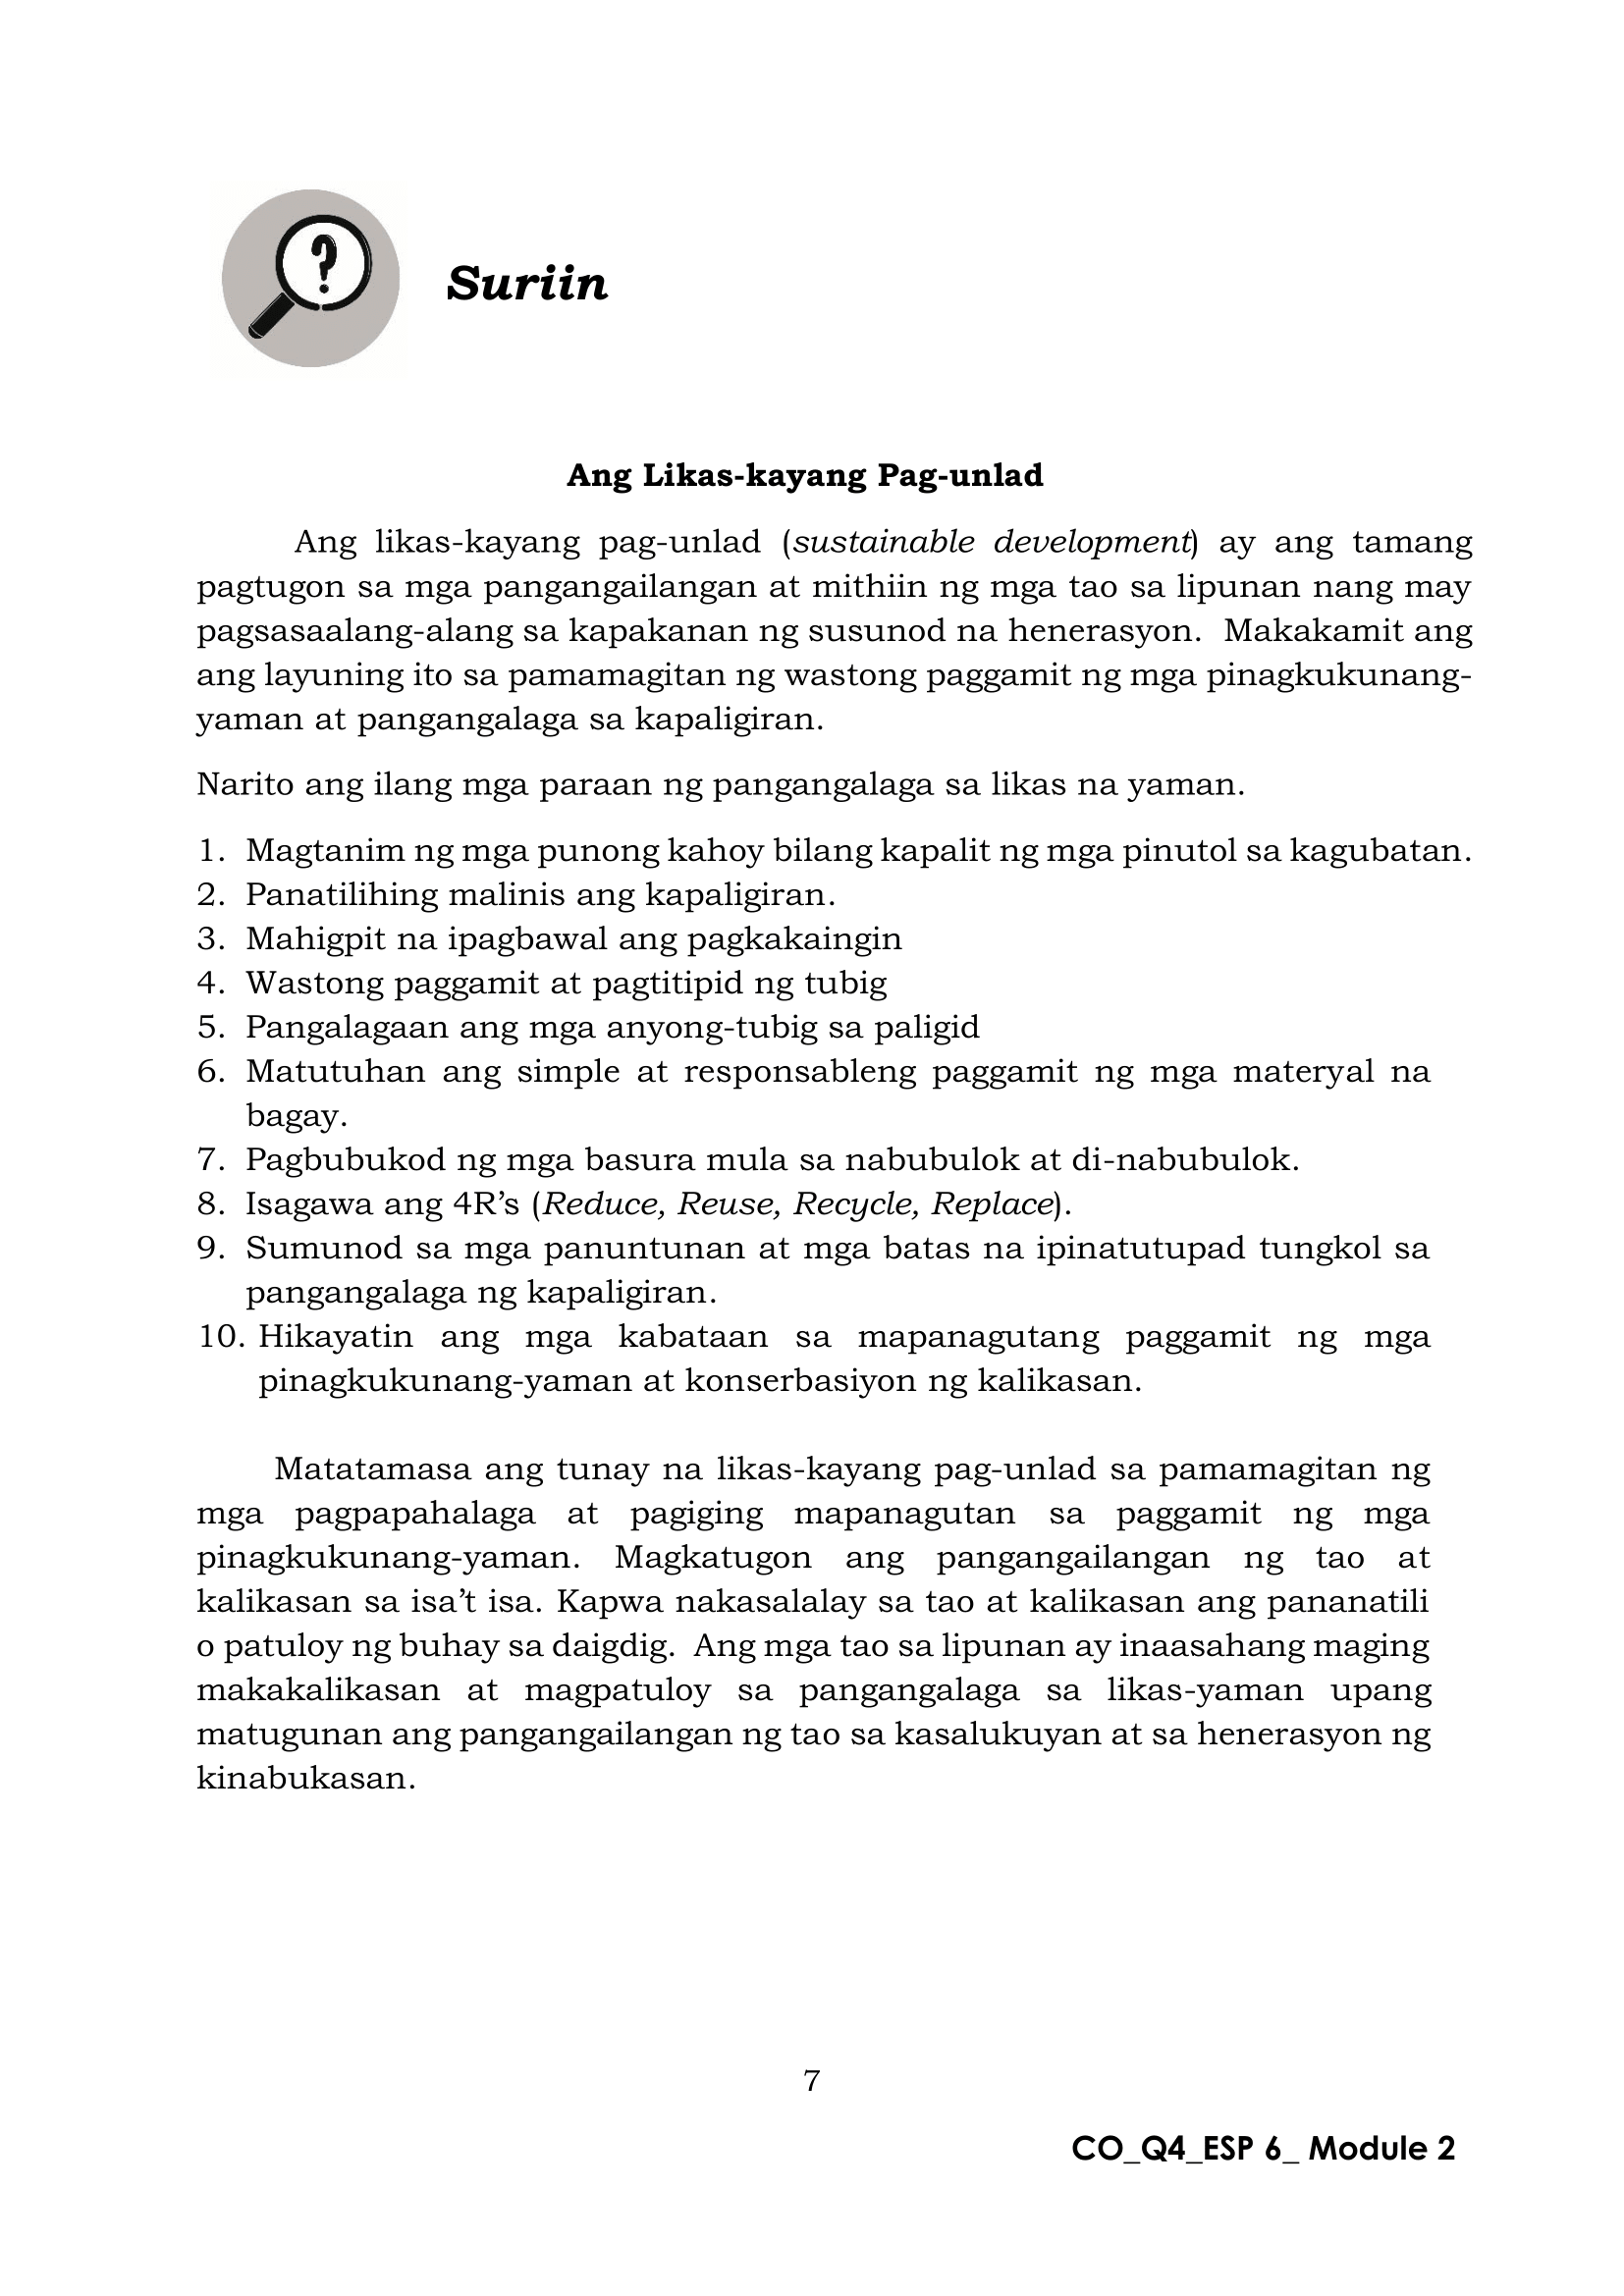 Suriin
Ang Likas-kayang Pag-unlad
Ang likas-kayang pag-unlad (sustainable development) ay ang tamang
pagtugon sa mga pangangailangan at mithiin ng mga tao sa lipunan nang may
pagsasaalang-alang sa kapakanan ng susunod na henerasyon. Makakamit ang
ang layuning ito sa pamamagitan ng wastong paggamit ng mga pinagkukunang-
yaman at pangangalaga sa kapaligiran.
Narito ang ilang mga paraan ng pangangalaga sa likas na yaman.
1. Magtanim ng mga punong kahoy bilang kapalit ng mga pinutol sa kagubatan.
2. Panatilihing malinis ang kapaligiran.
3. Mahigpit na ipagbawal ang pagkakaingin
4. Wastong paggamit at pagtitipid ng tubig
5. Pangalagaan ang mga anyong-tubig sa paligid
6. Matutuhan ang simple at responsableng paggamit ng mga materyal na
bagay.
7. Pagbubukod ng mga basura mula sa nabubulok at di-nabubulok.
8. Isagawa ang 4R’s (Reduce, Reuse, Recycle, Replace).
9. Sumunod sa mga panuntunan at mga batas na ipinatutupad tungkol sa
pangangalaga ng kapaligiran.
10. Hikayatin ang mga kabataan sa mapanagutang paggamit ng mga
pinagkukunang-yaman at konserbasiyon ng kalikasan.
Matatamasa ang tunay na likas-kayang pag-unlad sa pamamagitan ng
mga pagpapahalaga at pagiging mapanagutan sa paggamit ng mga
pinagkukunang-yaman. Magkatugon ang pangangailangan ng tao at
kalikasan sa isa’t isa. Kapwa nakasalalay sa tao at kalikasan ang pananatili
o patuloy ng buhay sa daigdig. Ang mga tao sa lipunan ay inaasahang maging
makakalikasan at magpatuloy sa pangangalaga sa likas-yaman upang
matugunan ang pangangailangan ng tao sa kasalukuyan at sa henerasyon ng
kinabukasan.
7
CO_Q4_ESP 6_ Module 2